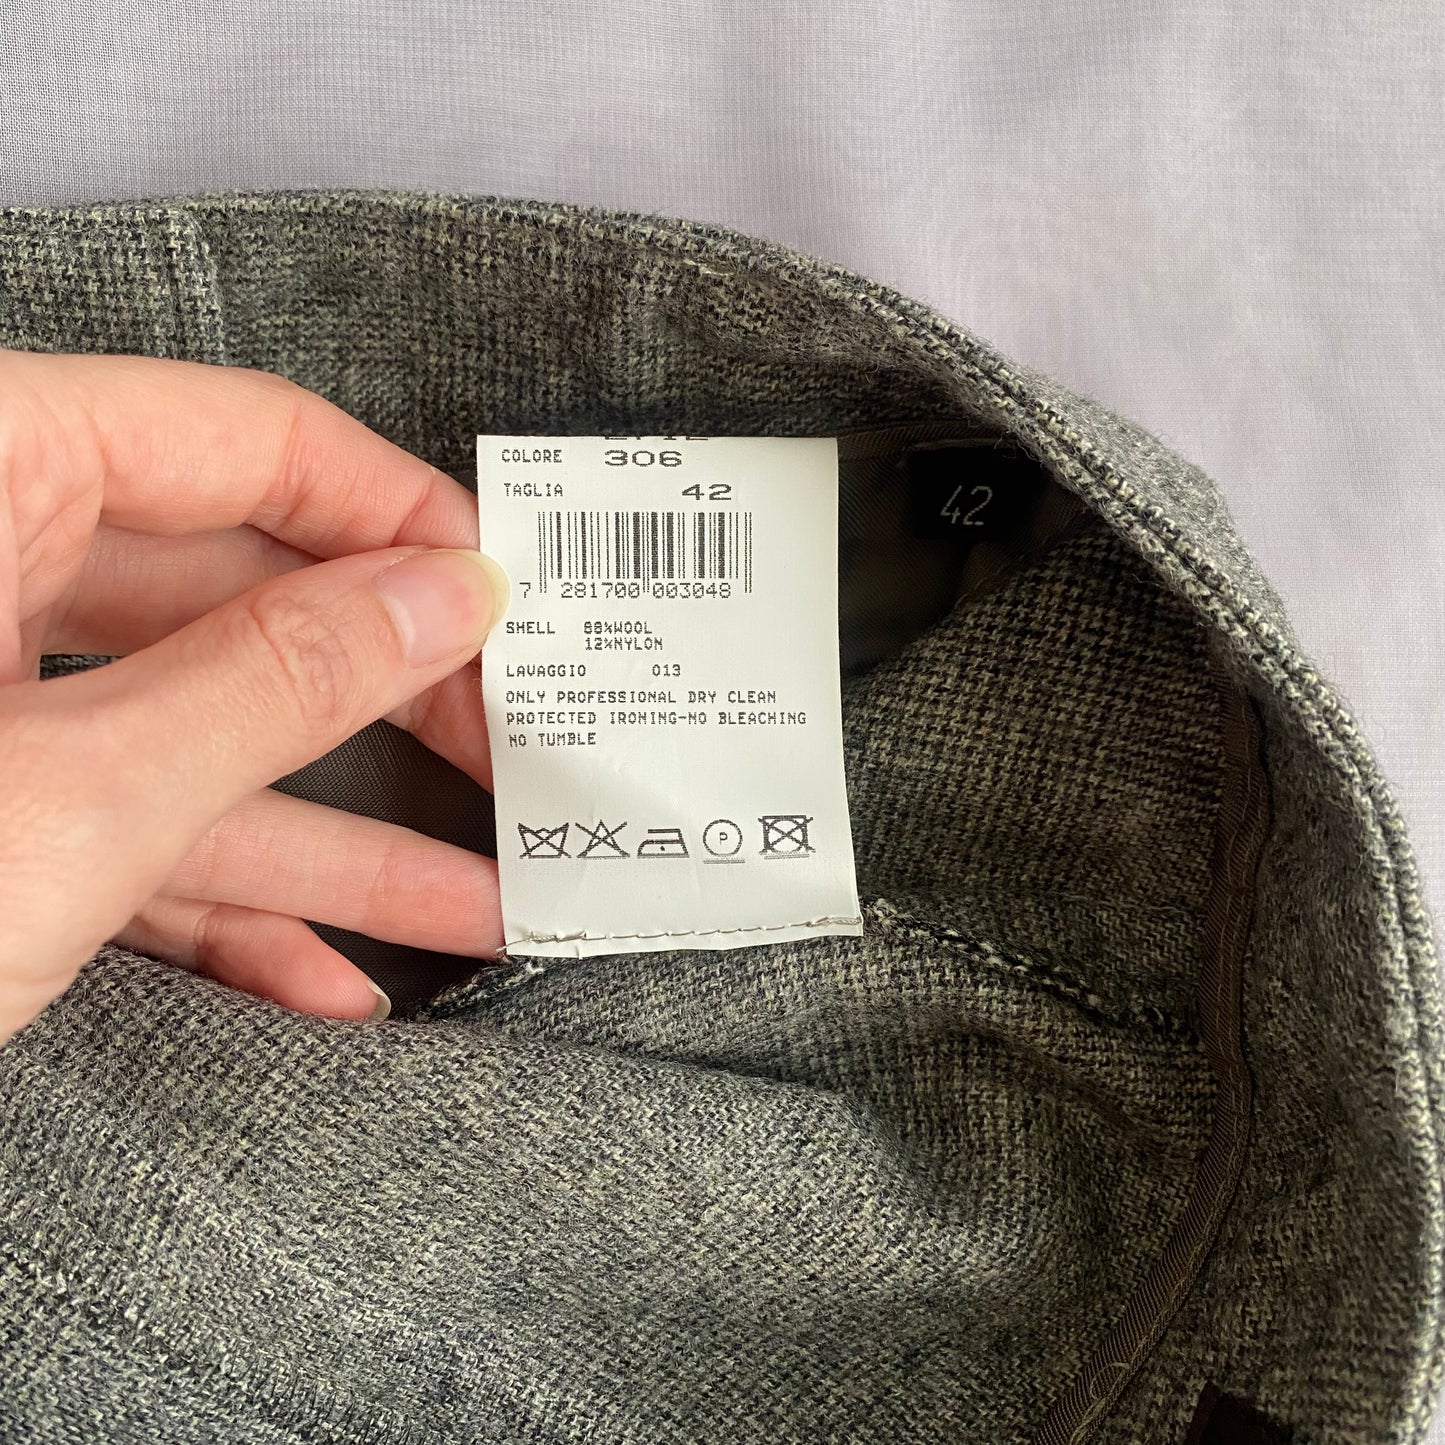 COLORE 306
TAGLIA 42
42
7 281700 003048
SHELL 88%WOOL
12%NYLON
LAVAGGIO 013
ONLY PROFESSIONAL DRY CLEAN
PROTECTED IRONING-NO BLEACHING
NO TUMBLE
P